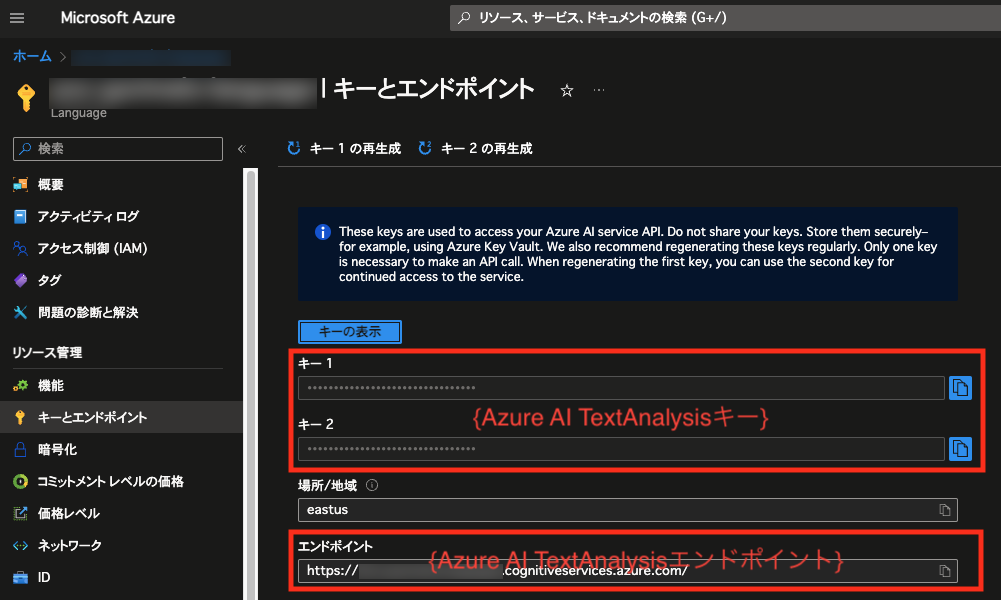 Microsoft Azure
リソース、サービス、ドキュメントの検索 (G+/)
ホーム >
| キーとエンドポイント ☆ …
Language
検索 «
キー 1 の再生成 キー 2 の再生成
概要
アクティビティ ログ
アクセス制御 (IAM)
タグ
問題の診断と解決
リソース管理
機能
キーとエンドポイント
暗号化
コミットメント レベルの価格
価格レベル
ネットワーク
ID
These keys are used to access your Azure AI service API. Do not share your keys. Store them securely–
for example, using Azure Key Vault. We also recommend regenerating these keys regularly. Only one key
is necessary to make an API call. When regenerating the first key, you can use the second key for
continued access to the service.
キーの表示
キー 1
{Azure AI TextAnalysisキー}
キー 2
場所/地域
eastus
エンドポイント
{Azure AI TextAnalysisエンドポイント}
https:// .cognitiveservices.azure.com/